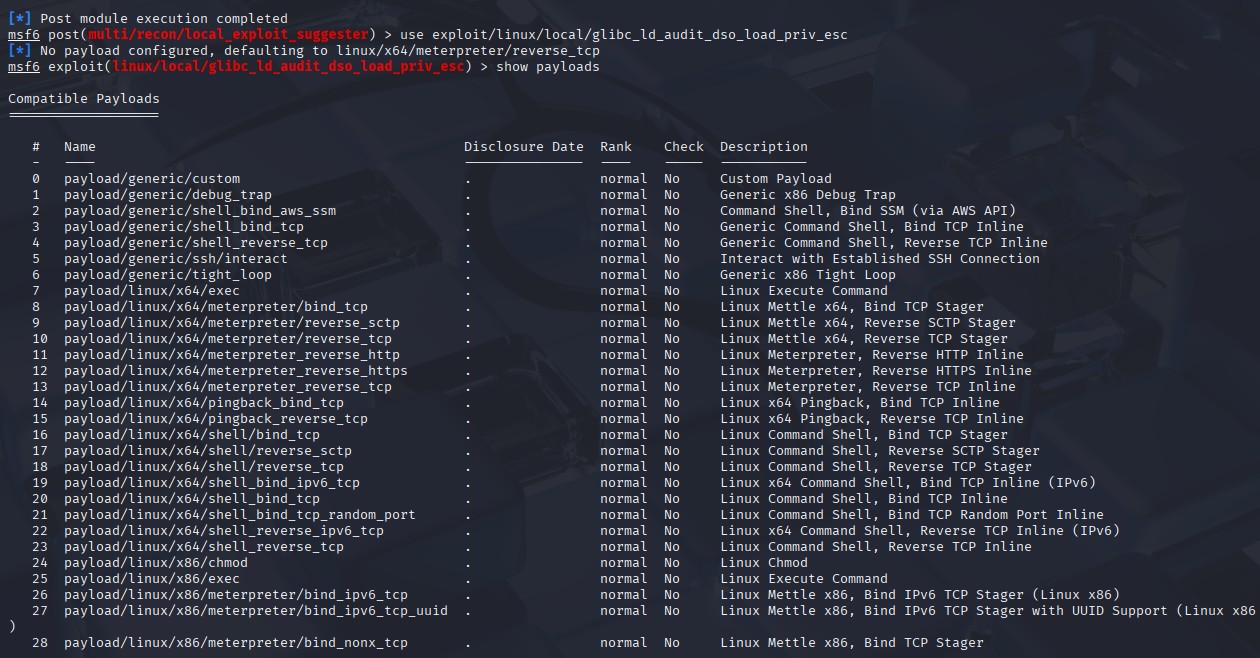 [*] Post module execution completed
msf6 post(multi/recon/local_exploit_suggester) > use exploit/linux/local/glibc_ld_audit_dso_load_priv_esc
[*] No payload configured, defaulting to linux/x64/meterpreter/reverse_tcp
msf6 exploit(linux/local/glibc_ld_audit_dso_load_priv_esc) > show payloads
Compatible Payloads
===================
# Name Disclosure Date Rank Check Description
- ---- --------------- ---- ----- -----------
0 payload/generic/custom . normal No Custom Payload
1 payload/generic/debug_trap . normal No Generic x86 Debug Trap
2 payload/generic/shell_bind_aws_ssm . normal No Command Shell, Bind SSM (via AWS API)
3 payload/generic/shell_bind_tcp . normal No Generic Command Shell, Bind TCP Inline
4 payload/generic/shell_reverse_tcp . normal No Generic Command Shell, Reverse TCP Inline
5 payload/generic/ssh/interact . normal No Interact with Established SSH Connection
6 payload/generic/tight_loop . normal No Generic x86 Tight Loop
7 payload/linux/x64/exec . normal No Linux Execute Command
8 payload/linux/x64/meterpreter/bind_tcp . normal No Linux Mettle x64, Bind TCP Stager
9 payload/linux/x64/meterpreter/reverse_sctp . normal No Linux Mettle x64, Reverse SCTP Stager
10 payload/linux/x64/meterpreter/reverse_tcp . normal No Linux Mettle x64, Reverse TCP Stager
11 payload/linux/x64/meterpreter_reverse_http . normal No Linux Meterpreter, Reverse HTTP Inline
12 payload/linux/x64/meterpreter_reverse_https . normal No Linux Meterpreter, Reverse HTTPS Inline
13 payload/linux/x64/meterpreter_reverse_tcp . normal No Linux Meterpreter, Reverse TCP Inline
14 payload/linux/x64/pingback_bind_tcp . normal No Linux x64 Pingback, Bind TCP Inline
15 payload/linux/x64/pingback_reverse_tcp . normal No Linux x64 Pingback, Reverse TCP Inline
16 payload/linux/x64/shell/bind_tcp . normal No Linux Command Shell, Bind TCP Stager
17 payload/linux/x64/shell/reverse_sctp . normal No Linux Command Shell, Reverse SCTP Stager
18 payload/linux/x64/shell/reverse_tcp . normal No Linux Command Shell, Reverse TCP Stager
19 payload/linux/x64/shell_bind_ipv6_tcp . normal No Linux x64 Command Shell, Bind TCP Inline (IPv6)
20 payload/linux/x64/shell_bind_tcp . normal No Linux Command Shell, Bind TCP Inline
21 payload/linux/x64/shell_bind_tcp_random_port . normal No Linux Command Shell, Bind TCP Random Port Inline
22 payload/linux/x64/shell_reverse_ipv6_tcp . normal No Linux x64 Command Shell, Reverse TCP Inline (IPv6)
23 payload/linux/x64/shell_reverse_tcp . normal No Linux Command Shell, Reverse TCP Inline
24 payload/linux/x86/chmod . normal No Linux Chmod
25 payload/linux/x86/exec . normal No Linux Execute Command
26 payload/linux/x86/meterpreter/bind_ipv6_tcp . normal No Linux Mettle x86, Bind IPv6 TCP Stager (Linux x86)
27 payload/linux/x86/meterpreter/bind_ipv6_tcp_uuid . normal No Linux Mettle x86, Bind IPv6 TCP Stager with UUID Support (Linux x86
)
28 payload/linux/x86/meterpreter/bind_nonx_tcp . normal No Linux Mettle x86, Bind TCP Stager